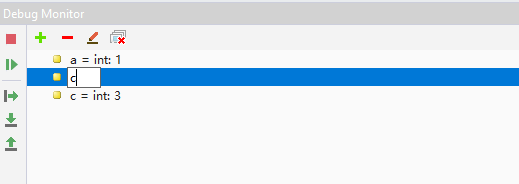 Debug Monitor
a = int: 1
c
c = int: 3